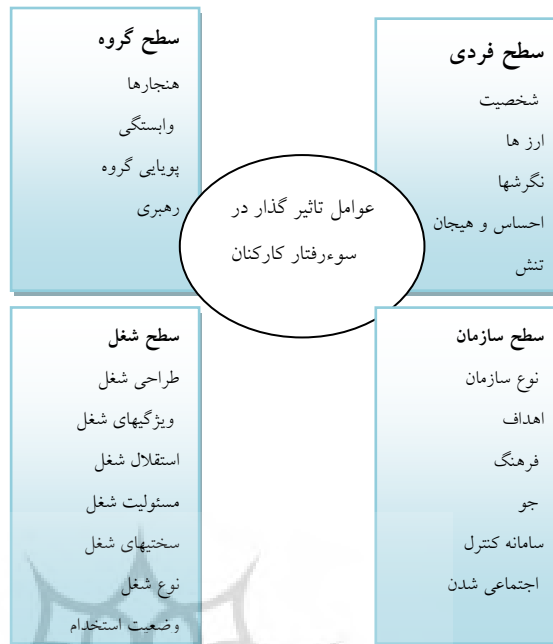 سطح فردی
شخصیت
ارز ها
نگرشها
احساس و هیجان
تنش
سطح گروه
هنجارها
وابستگی
پویایی گروه
رهبری
عوامل تاثیر گذار در
سوءرفتار کارکنان
سطح سازمان
نوع سازمان
اهداف
فرهنگ
جو
سامانه کنترل
اجتماعی شدن
سطح شغل
طراحی شغل
ویژگیهای شغل
استقلال شغل
مسئولیت شغل
سختیهای شغل
نوع شغل
وضعیت استخدام